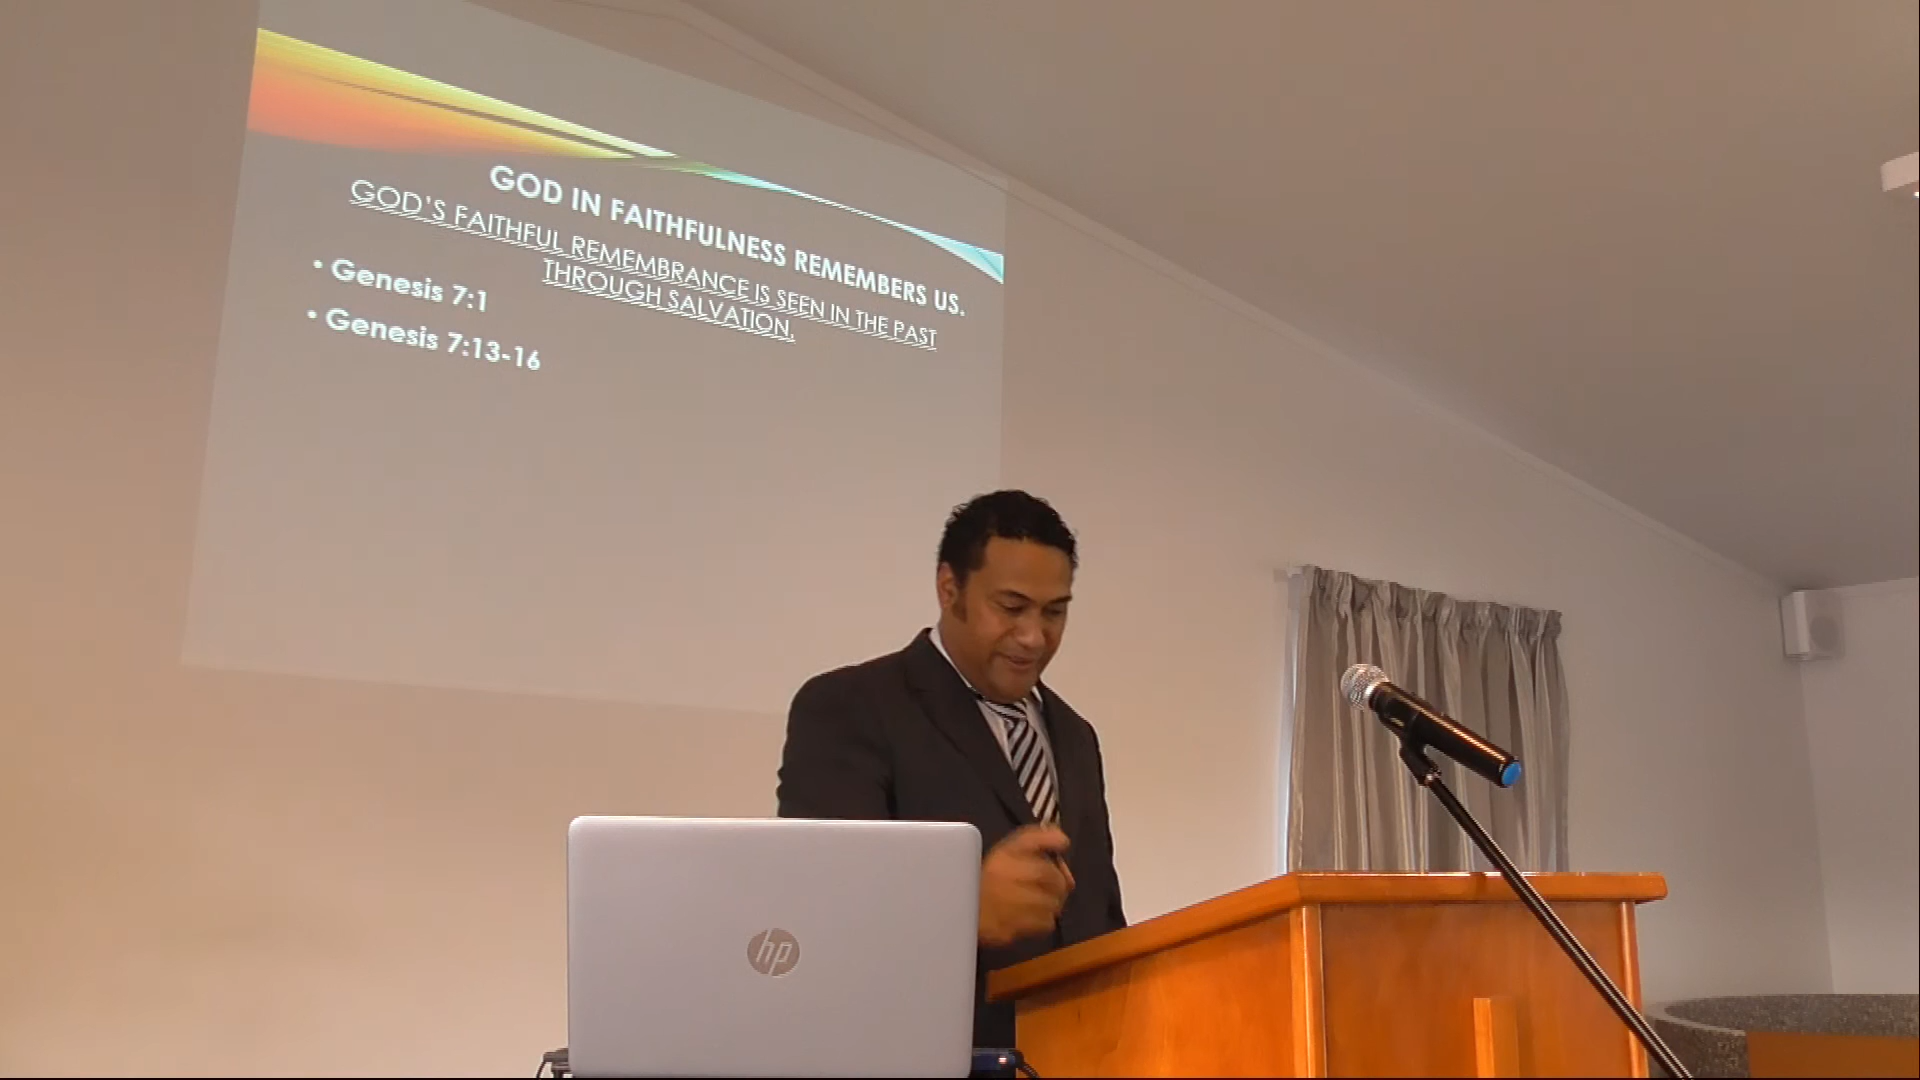 GOD IN FAITHFULNESS REMEMBERS US.
GOD'S FAITHFUL REMEMBRANCE IS SEEN IN THE PAST
THROUGH SALVATION.
• Genesis 7:1
• Genesis 7:13-16
hp